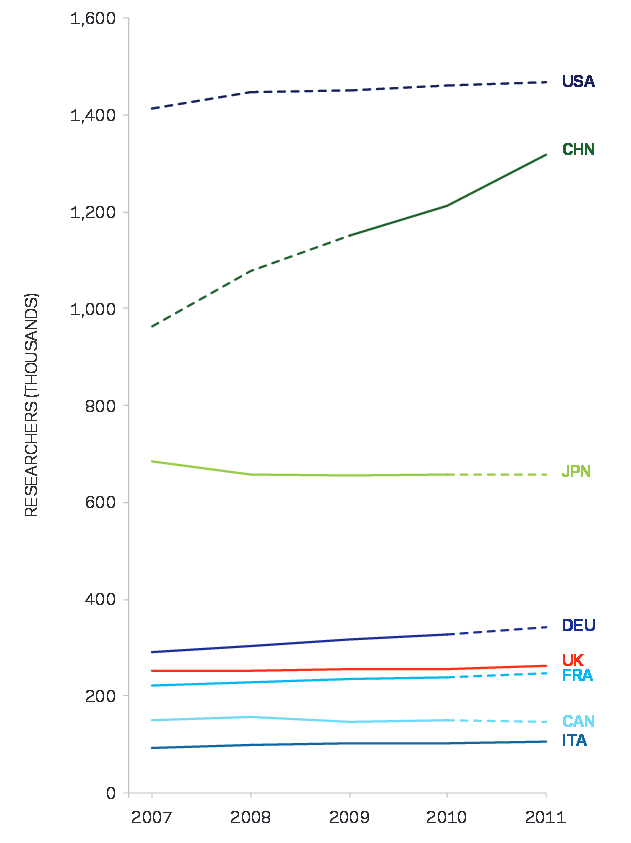 1,600
1,400
1,200
1,000
800
600
400
200
0
RESEARCHERS (THOUSANDS)
USA
CHN
JPN
DEU
UK
FRA
CAN
ITA
2007 2008 2009 2010 2011